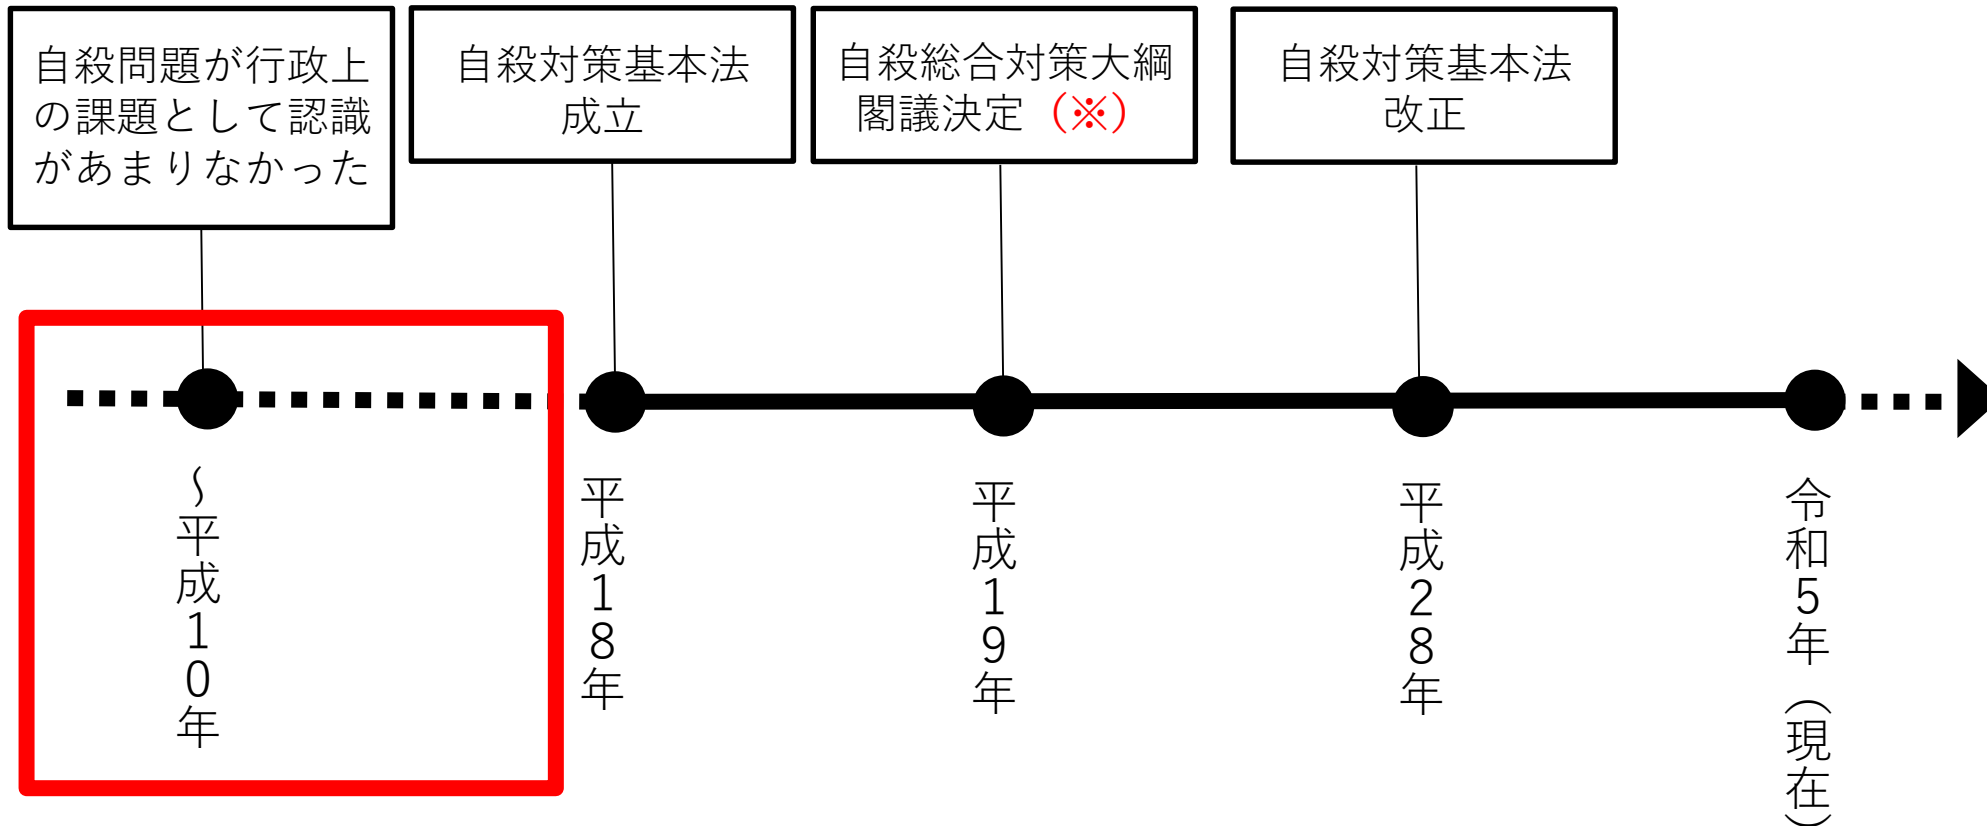 自殺問題が行政上
の課題として認識
があまりなかった
自殺対策基本法
成立
自殺総合対策大綱
閣議決定（※）
自殺対策基本法
改正
～平成10年
平成18年
平成19年
平成28年
令和5年（現在）